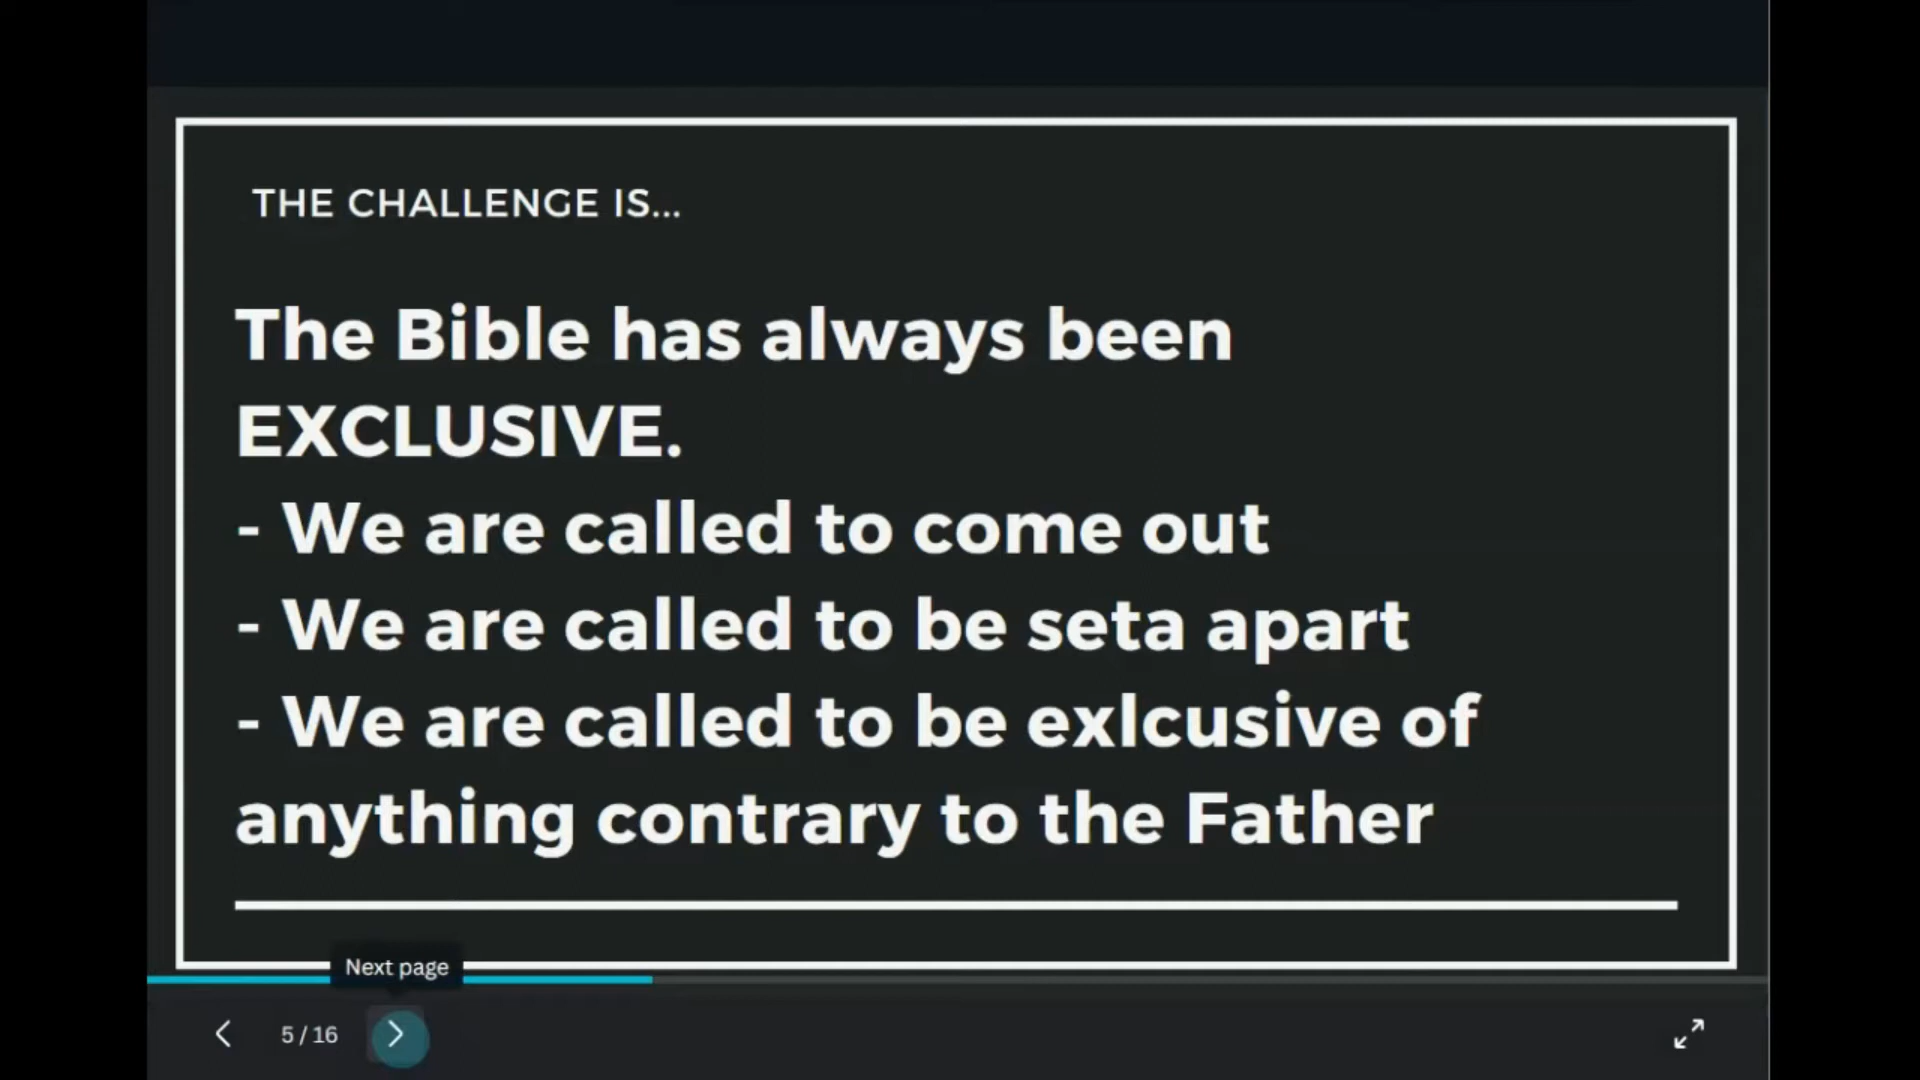 THE CHALLENGE IS...
The Bible has always been
EXCLUSIVE.
- We are called to come out
- We are called to be seta apart
- We are called to be exlcusive of
anything contrary to the Father
Next page
5 / 16